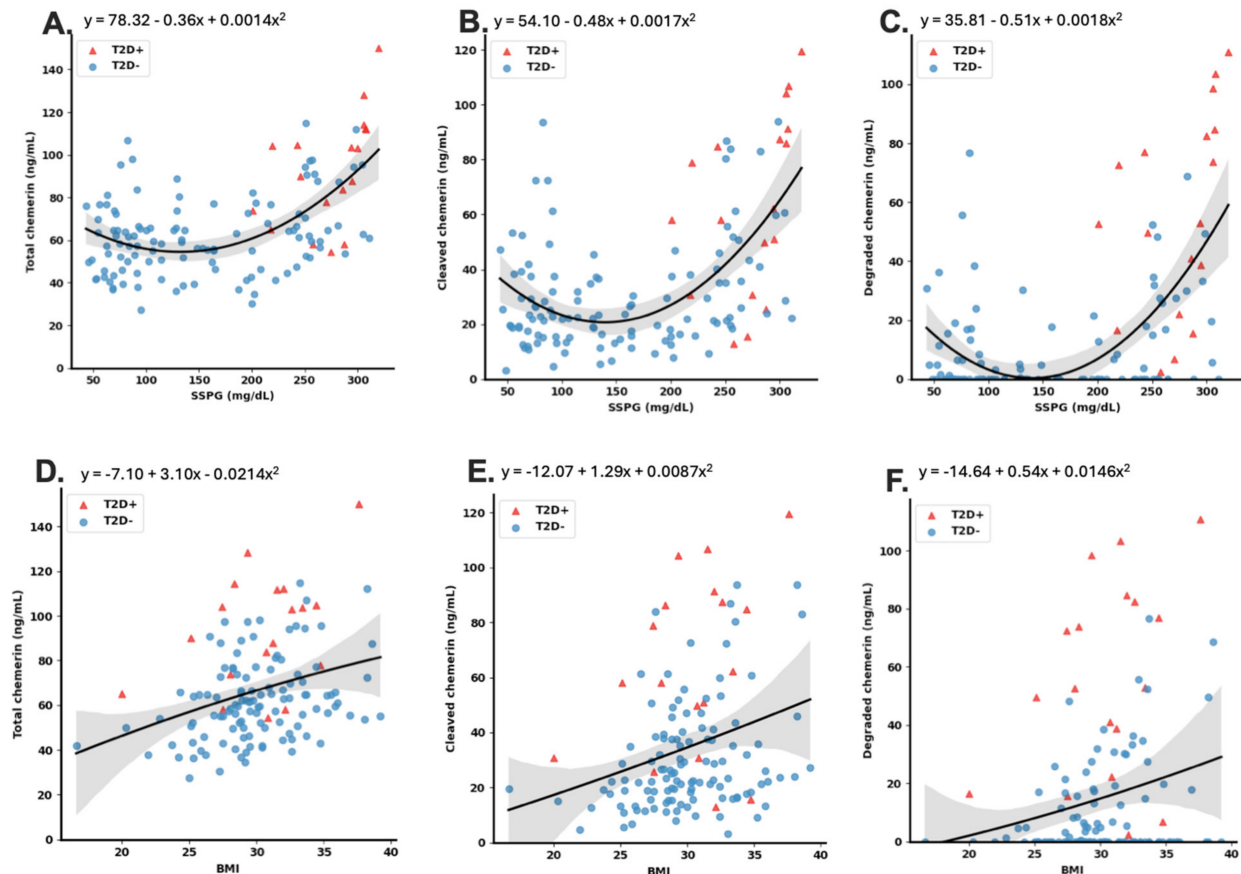 A. y = 78.32 - 0.36x + 0.0014x²
T2D+
T2D-
Total chemerin (ng/mL)
140
120
100
80
60
40
20
0
50 100 150 200 250 300
SSPG (mg/dL)
B. y = 54.10 - 0.48x + 0.0017x²
T2D+
T2D-
Cleaved chemerin (ng/mL)
120
100
80
60
40
20
0
50 100 150 200 250 300
SSPG (mg/dL)
C. y = 35.81 - 0.51x + 0.0018x²
T2D+
T2D-
Degraded chemerin (ng/mL)
100
80
60
40
20
0
50 100 150 200 250 300
SSPG (mg/dL)
D. y = -7.10 + 3.10x - 0.0214x²
T2D+
T2D-
Total chemerin (ng/mL)
140
120
100
80
60
40
20
0
20 25 30 35 40
BMI
E. y = -12.07 + 1.29x + 0.0087x²
T2D+
T2D-
Cleaved chemerin (ng/mL)
120
100
80
60
40
20
0
20 25 30 35 40
BMI
F. y = -14.64 + 0.54x + 0.0146x²
T2D+
T2D-
Degraded chemerin (ng/mL)
100
80
60
40
20
0
20 25 30 35 40
BMI